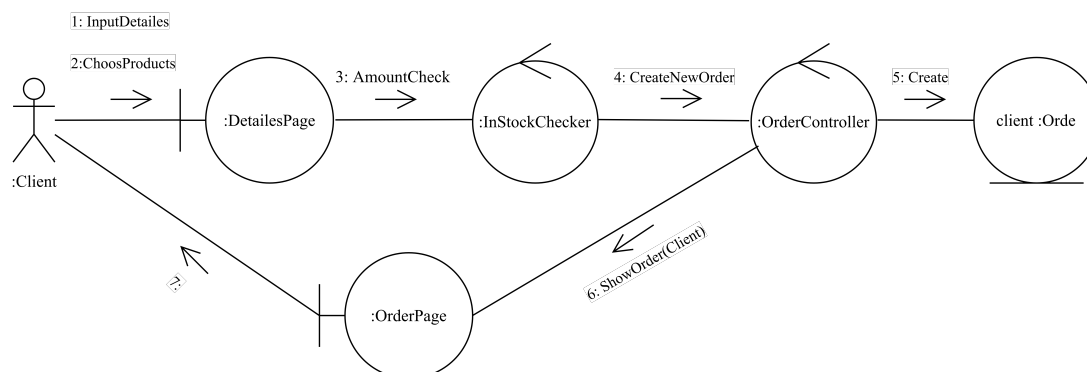 1: InputDetailes
2:ChoosProducts
3: AmountCheck
4: CreateNewOrder
5: Create
:DetailesPage
:InStockChecker
:OrderController
client :Orde
:Client
6: ShowOrder(Client)
7:
:OrderPage